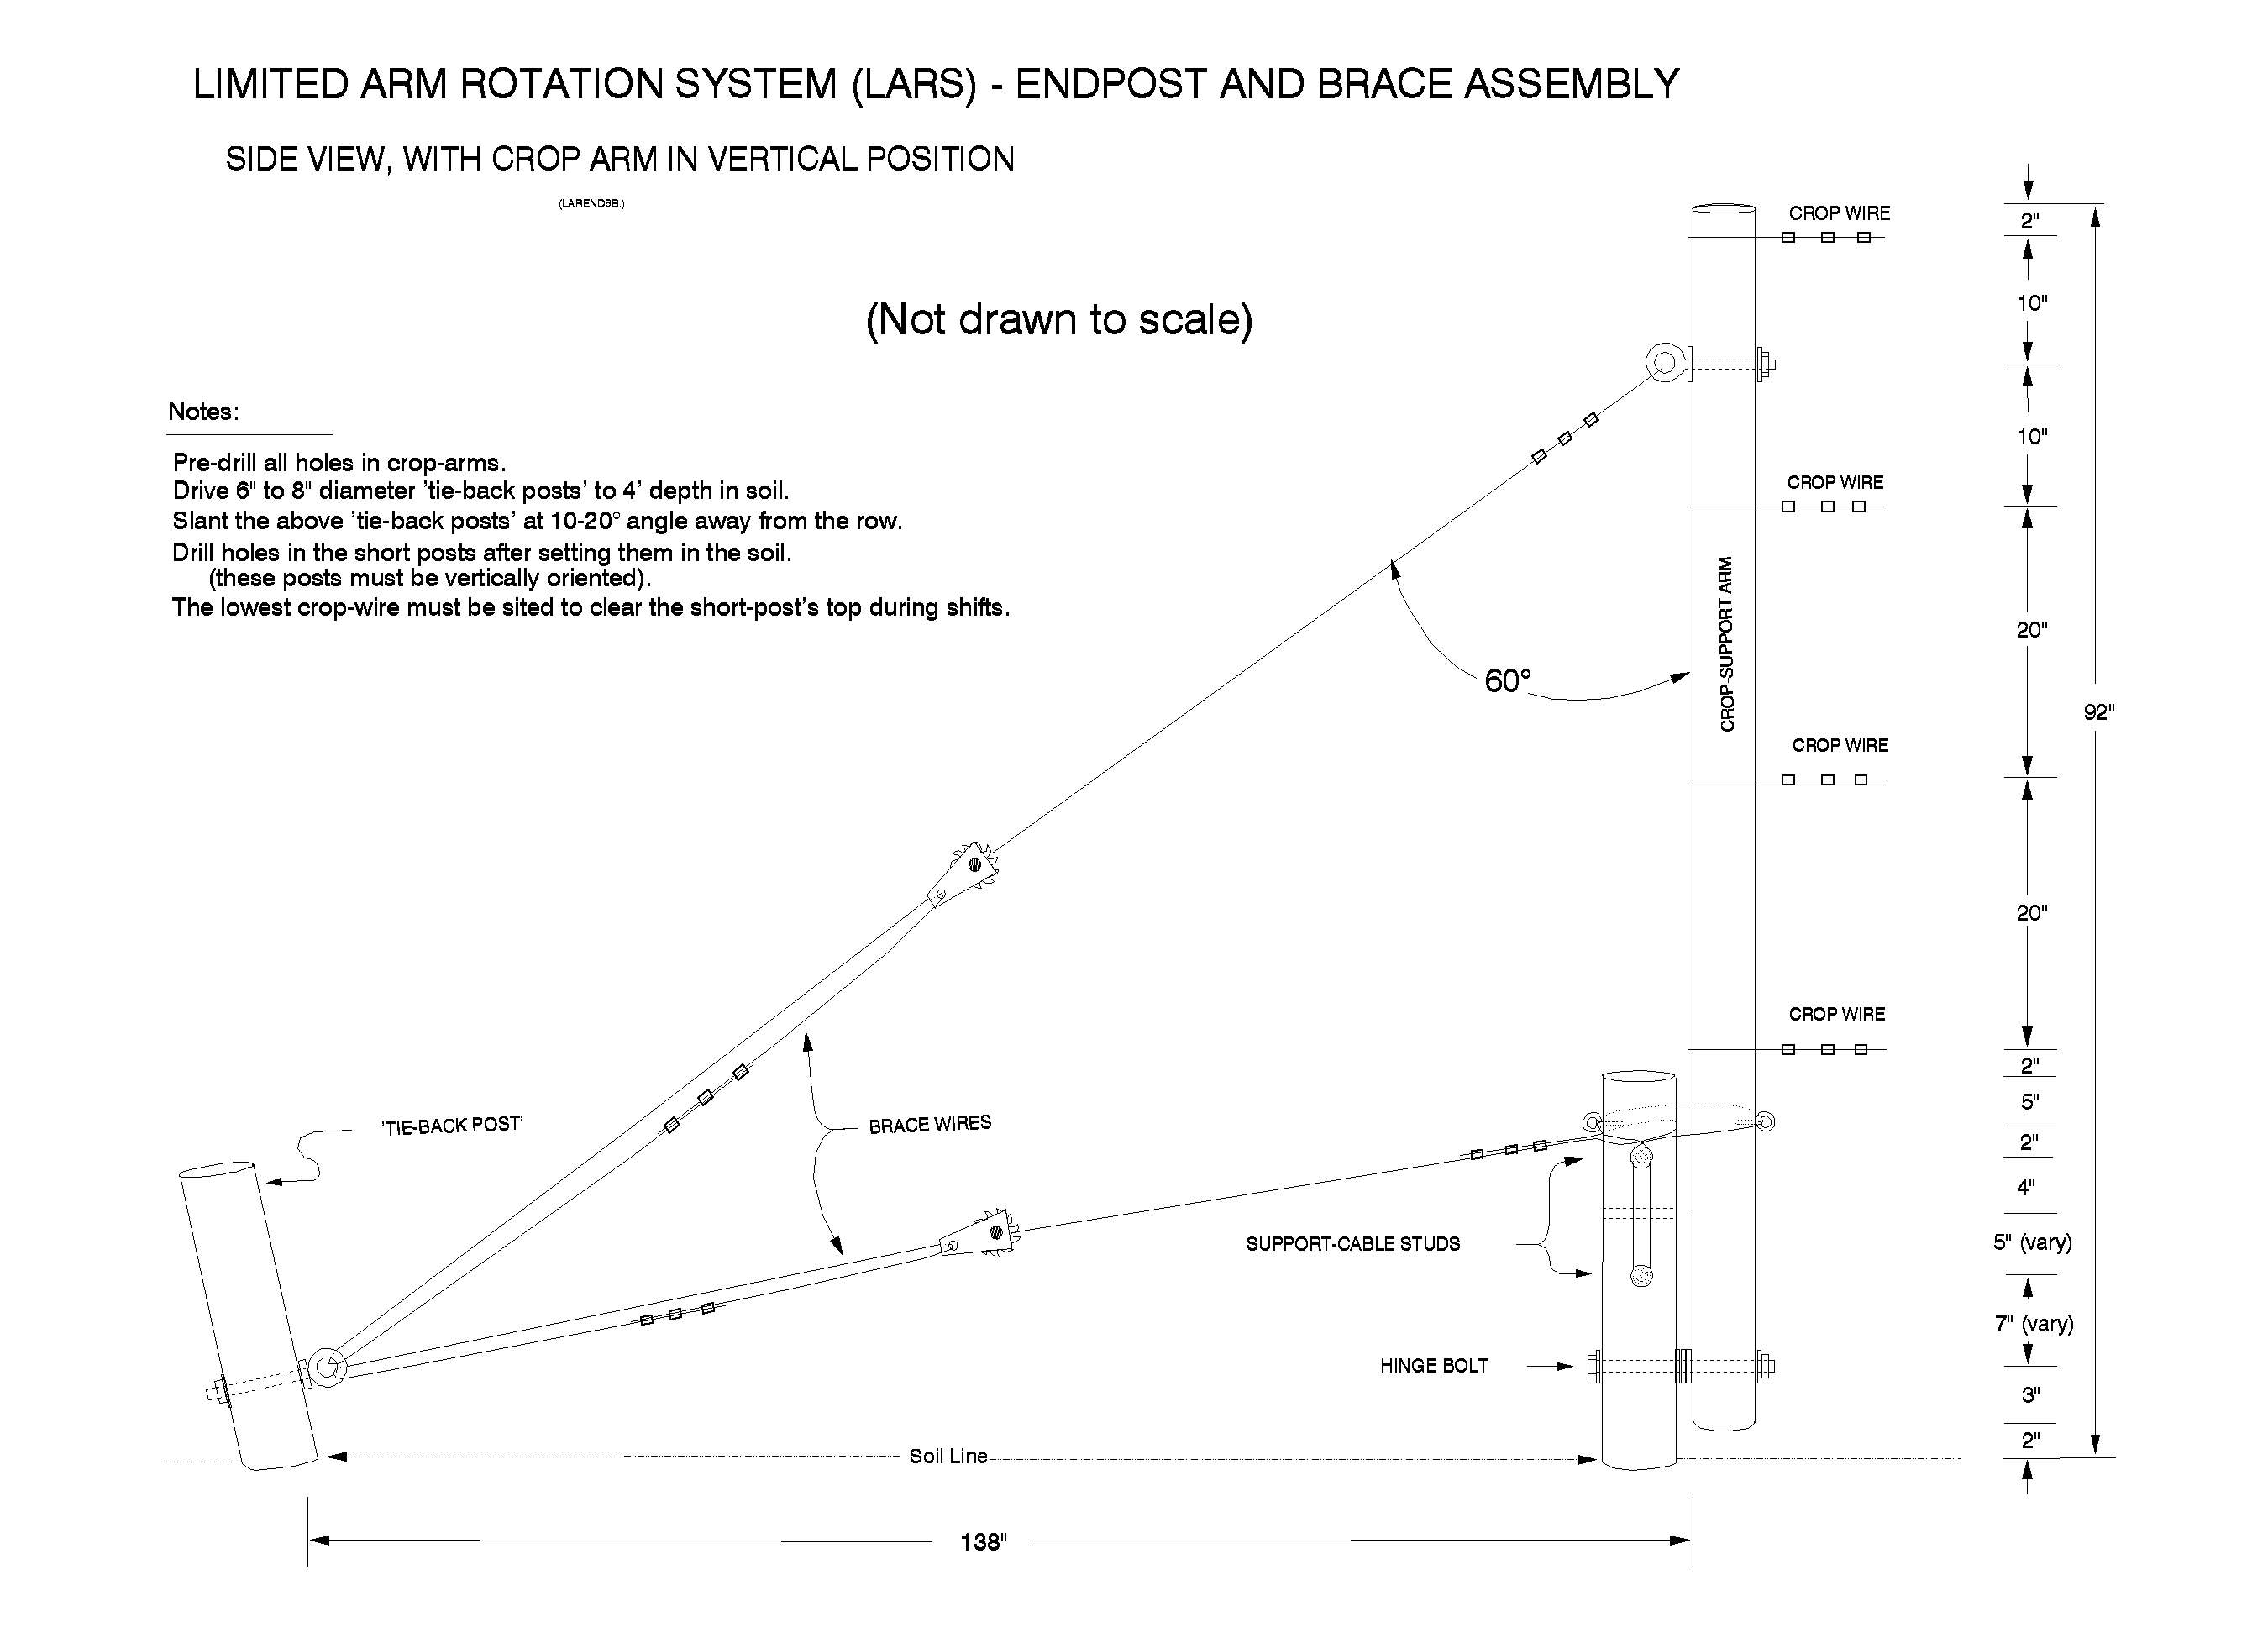 LIMITED ARM ROTATION SYSTEM (LARS) - ENDPOST AND BRACE ASSEMBLY
SIDE VIEW, WITH CROP ARM IN VERTICAL POSITION
(LAREND8B.)
(Not drawn to scale)
Notes:
Pre-drill all holes in crop-arms.
Drive 6" to 8" diameter 'tie-back posts' to 4' depth in soil.
Slant the above 'tie-back posts' at 10-20° angle away from the row.
Drill holes in the short posts after setting them in the soil.
(these posts must be vertically oriented).
The lowest crop-wire must be sited to clear the short-post's top during shifts.
CROP WIRE
CROP WIRE
CROP WIRE
CROP WIRE
CROP-SUPPORT ARM
60°
'TIE-BACK POST'
BRACE WIRES
SUPPORT-CABLE STUDS
HINGE BOLT
Soil Line
138"
2"
10"
10"
20"
20"
2"
5"
2"
4"
5" (vary)
7" (vary)
3"
2"
92"